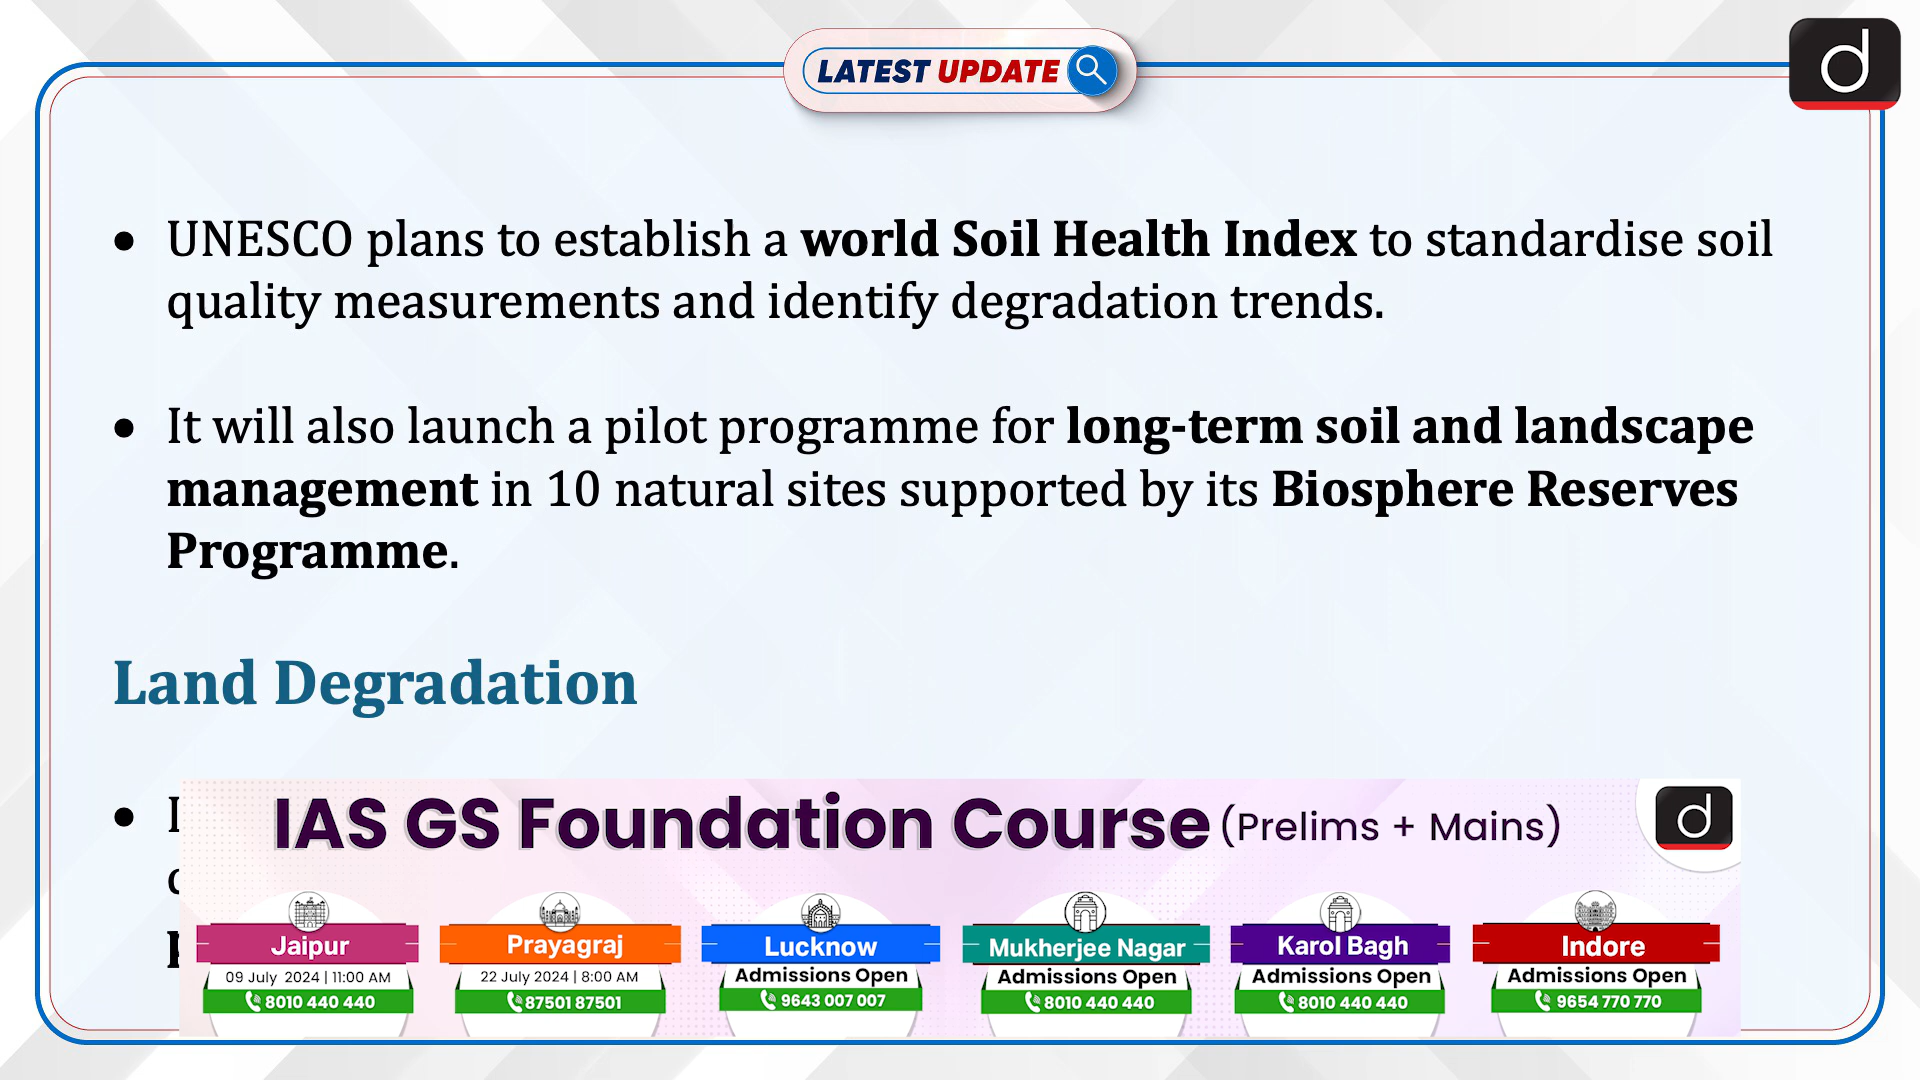 LATEST UPDATE
d
• UNESCO plans to establish a world Soil Health Index to standardise soil
quality measurements and identify degradation trends.
• It will also launch a pilot programme for long-term soil and landscape
management in 10 natural sites supported by its Biosphere Reserves
Programme.
Land Degradation
IAS GS Foundation Course (Prelims + Mains)
d
Jaipur
09 July 2024 | 11:00 AM
8010 440 440
Prayagraj
22 July 2024 | 8:00 AM
87501 87501
Lucknow
Admissions Open
9643 007 007
Mukherjee Nagar
Admissions Open
8010 440 440
Karol Bagh
Admissions Open
8010 440 440
Indore
Admissions Open
9654 770 770